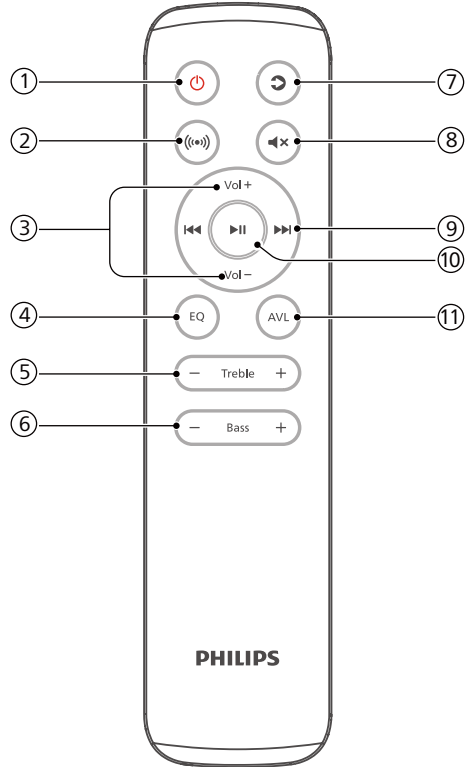 ① ⑦
② ⑧
Vol +
③ ⑨
⑩
Vol −
④ EQ AVL ⑪
⑤ − Treble +
⑥ − Bass +
PHILIPS